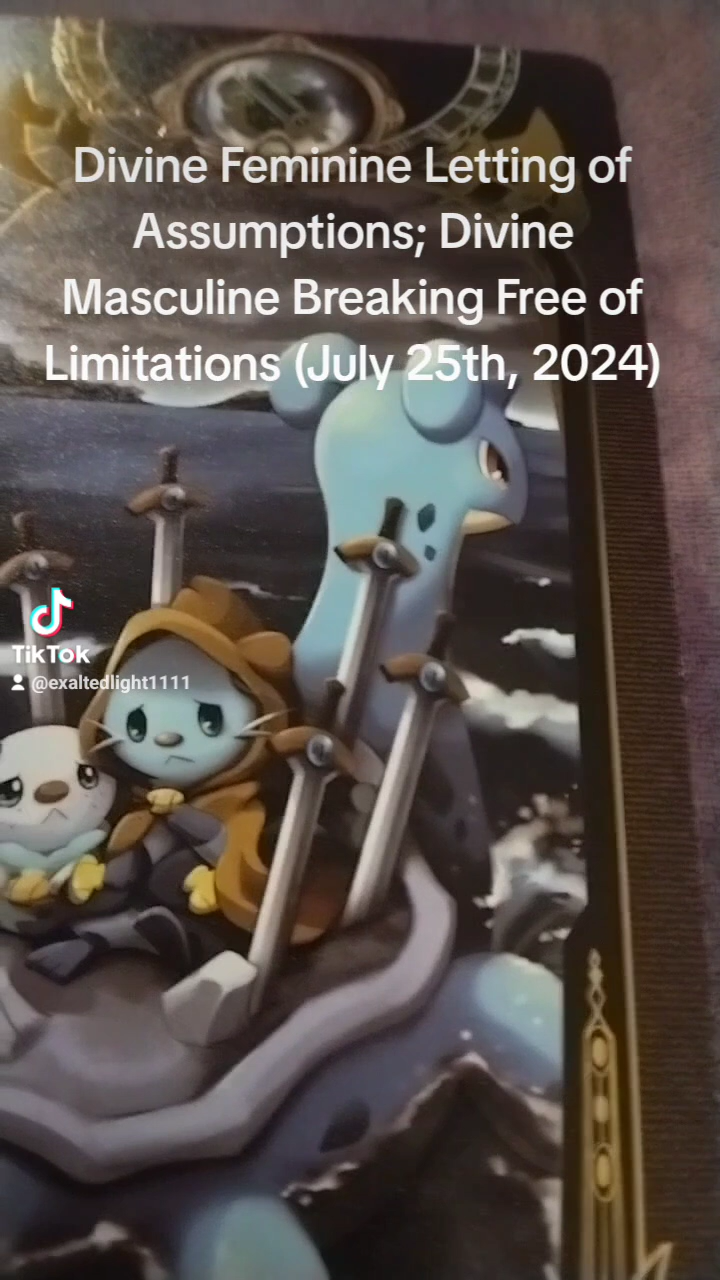 Divine Feminine Letting of
Assumptions; Divine
Masculine Breaking Free of
Limitations (July 25th, 2024)
TikTok
@exaltedlight1111